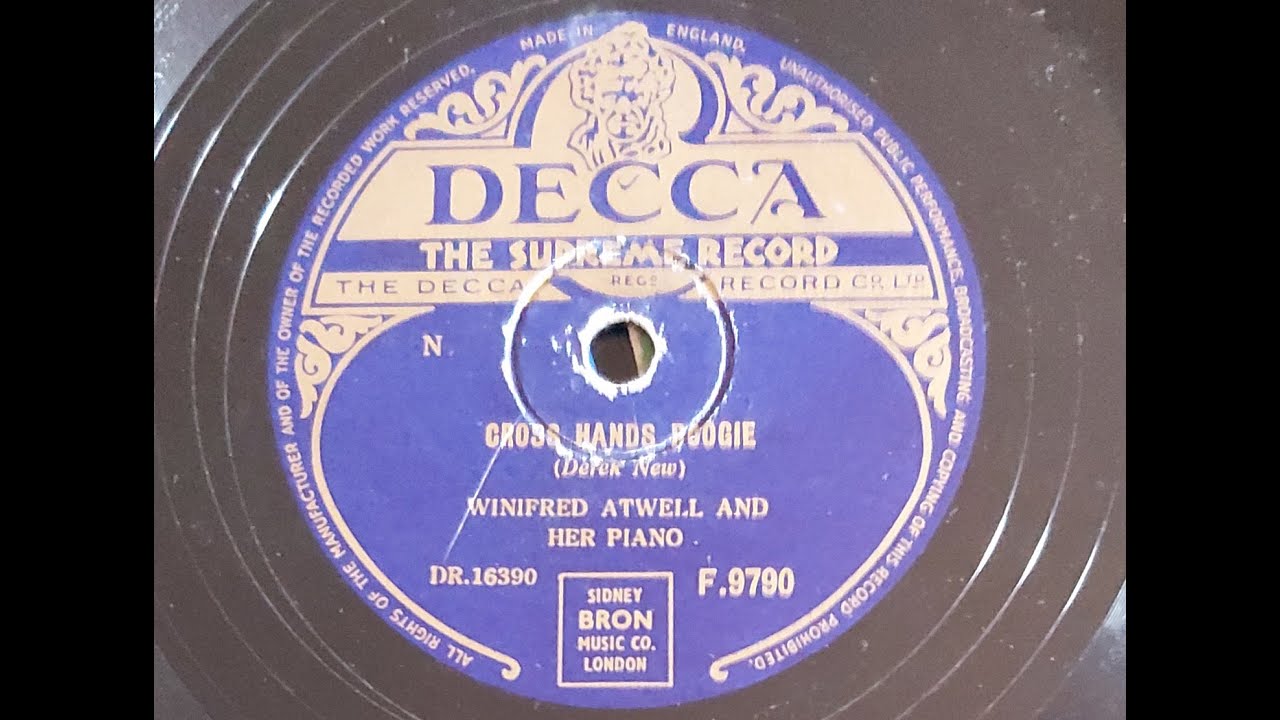 MADE IN ENGLAND.
UNAUTHORISED PUBLIC PERFORMANCE, BROADCASTING AND COPYING OF THIS RECORD PROHIBITED.
ALL RIGHTS OF THE MANUFACTURER AND OF THE OWNER OF THE RECORDED WORK RESERVED.
DECCA
THE SUPREME RECORD
THE DECCA REGD RECORD CO. LTD
N
CROSS HANDS BOOGIE
(Derek New)
WINIFRED ATWELL AND
HER PIANO
DR.16390
F.9790
SIDNEY
BRON
MUSIC CO.
LONDON